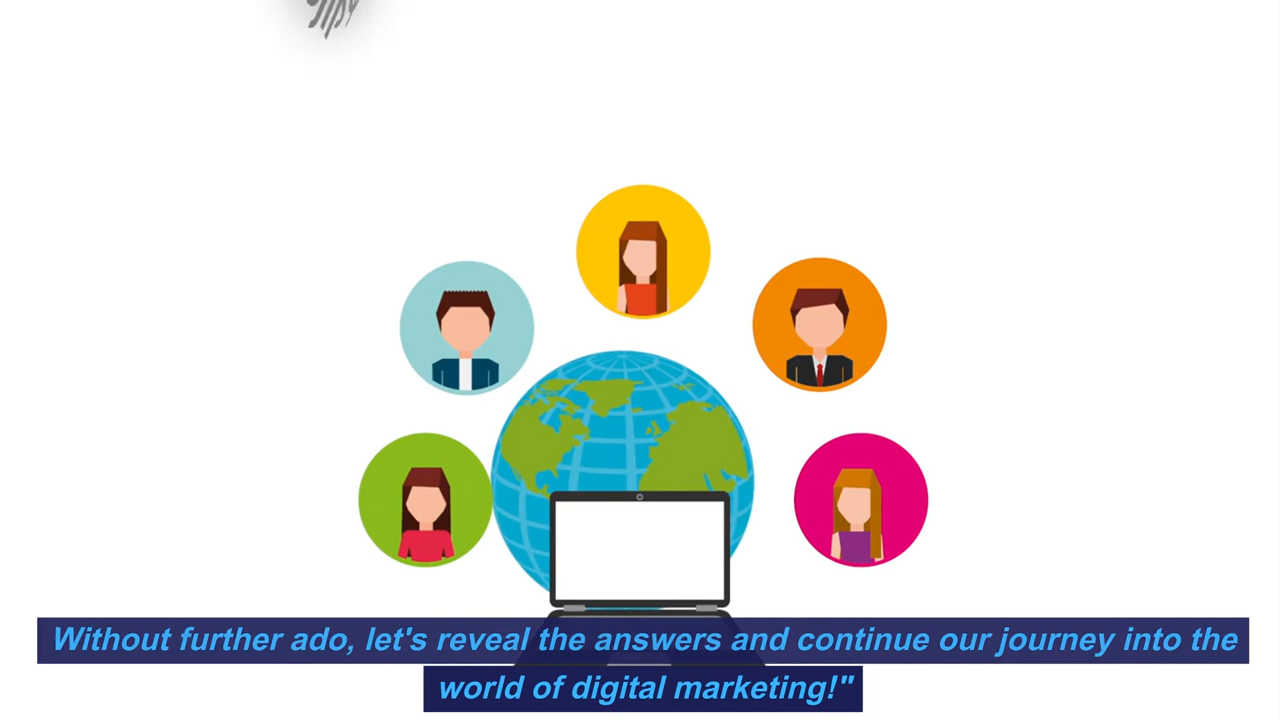 Without further ado, let's reveal the answers and continue our journey into the
world of digital marketing!"